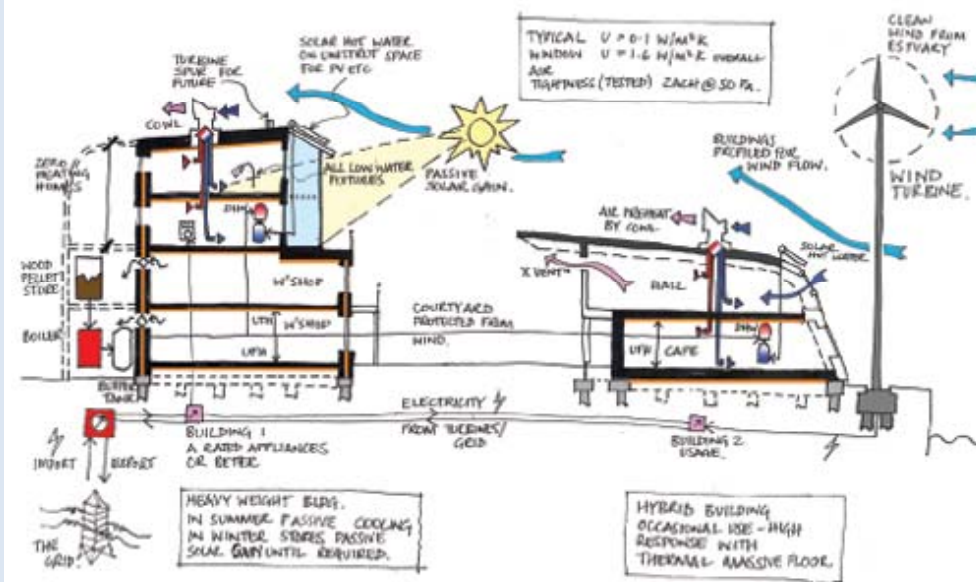 TURBINE
SPUR FOR
FUTURE
SOLAR HOT WATER
ON UNISTRUT SPACE
FOR PV ETC
TYPICAL U = 0.1 W/M²K
WINDOW U = 1.6 W/M²K OVERALL
AIR
TIGHTNESS (TESTED) 2ACH @ 50 Pa.
CLEAN
WIND FROM
ESTUARY
COWL
ZERO
HEATING
HOMES
ALL LOW WATER
FIXTURES
PASSIVE
SOLAR GAIN.
BUILDINGS
PROFILED FOR
WIND FLOW.
WIND
TURBINE.
DHW
AIR PREHEAT
BY COWL
SOLAR
HOT WATER
WOOD
PELLET
STORE
W'SHOP
X VENT
HALL
BOILER
UFH
W'SHOP
UFH
COURTYARD
PROTECTED FROM
WIND.
DHW
UFH
CAFE
BUFFER
TANK
ELECTRICITY
FROM TURBINES/
GRID
BUILDING 1
A RATED APPLIANCES
OR BETTER
BUILDING 2
USAGE.
IMPORT
EXPORT
THE
GRID.
HEAVY WEIGHT BLDG.
IN SUMMER PASSIVE COOLING
IN WINTER STORES PASSIVE
SOLAR GAIN UNTIL REQUIRED.
HYBRID BUILDING
OCCASIONAL USE - HIGH
RESPONSE WITH
THERMAL MASSIVE FLOOR.